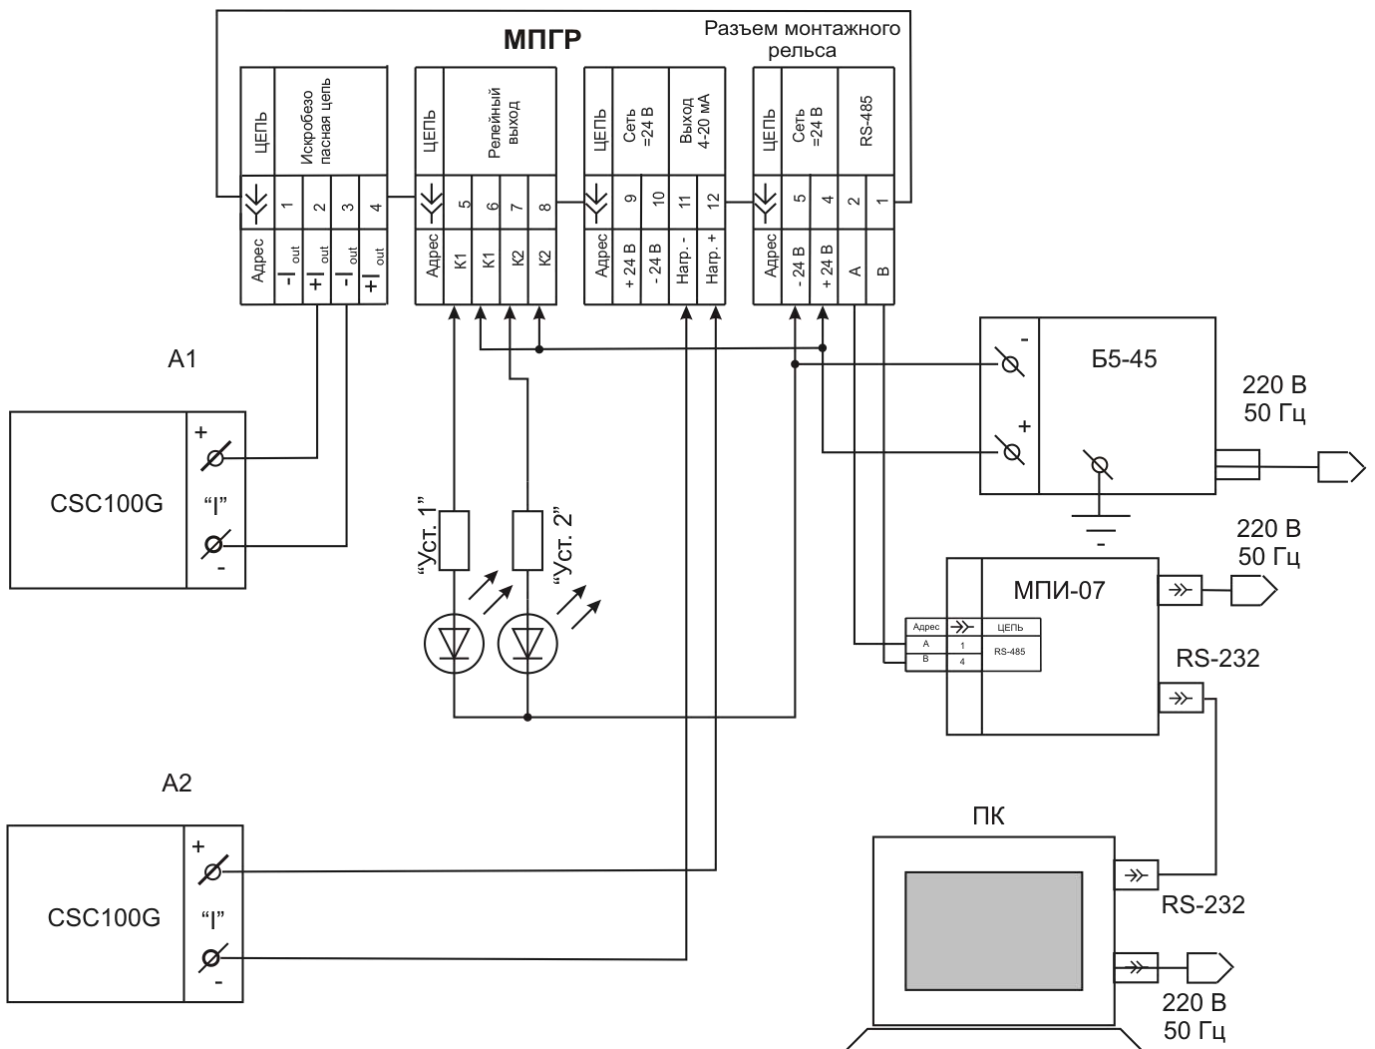 МПГР
Разъем монтажного
рельса
ЦЕПЬ
Искробезо
пасная цепь
1
2
3
4
Адрес
-I out
+I out
-I out
+I out
ЦЕПЬ
Релейный
выход
5
6
7
8
Адрес
К1
К1
К2
К2
ЦЕПЬ
Сеть
=24 В
Выход
4-20 мА
9
10
11
12
Адрес
+ 24 В
- 24 В
Нагр. -
Нагр. +
ЦЕПЬ
Сеть
=24 В
RS-485
5
4
2
1
Адрес
- 24 В
+ 24 В
А
В
А1
CSC100G
+
“I”
-
“Уст. 1”
“Уст. 2”
-
+
Б5-45
-
220 В
50 Гц
220 В
50 Гц
МПИ-07
Адрес
ЦЕПЬ
А
1
RS-485
В
4
RS-232
А2
CSC100G
+
“I”
-
ПК
RS-232
220 В
50 Гц